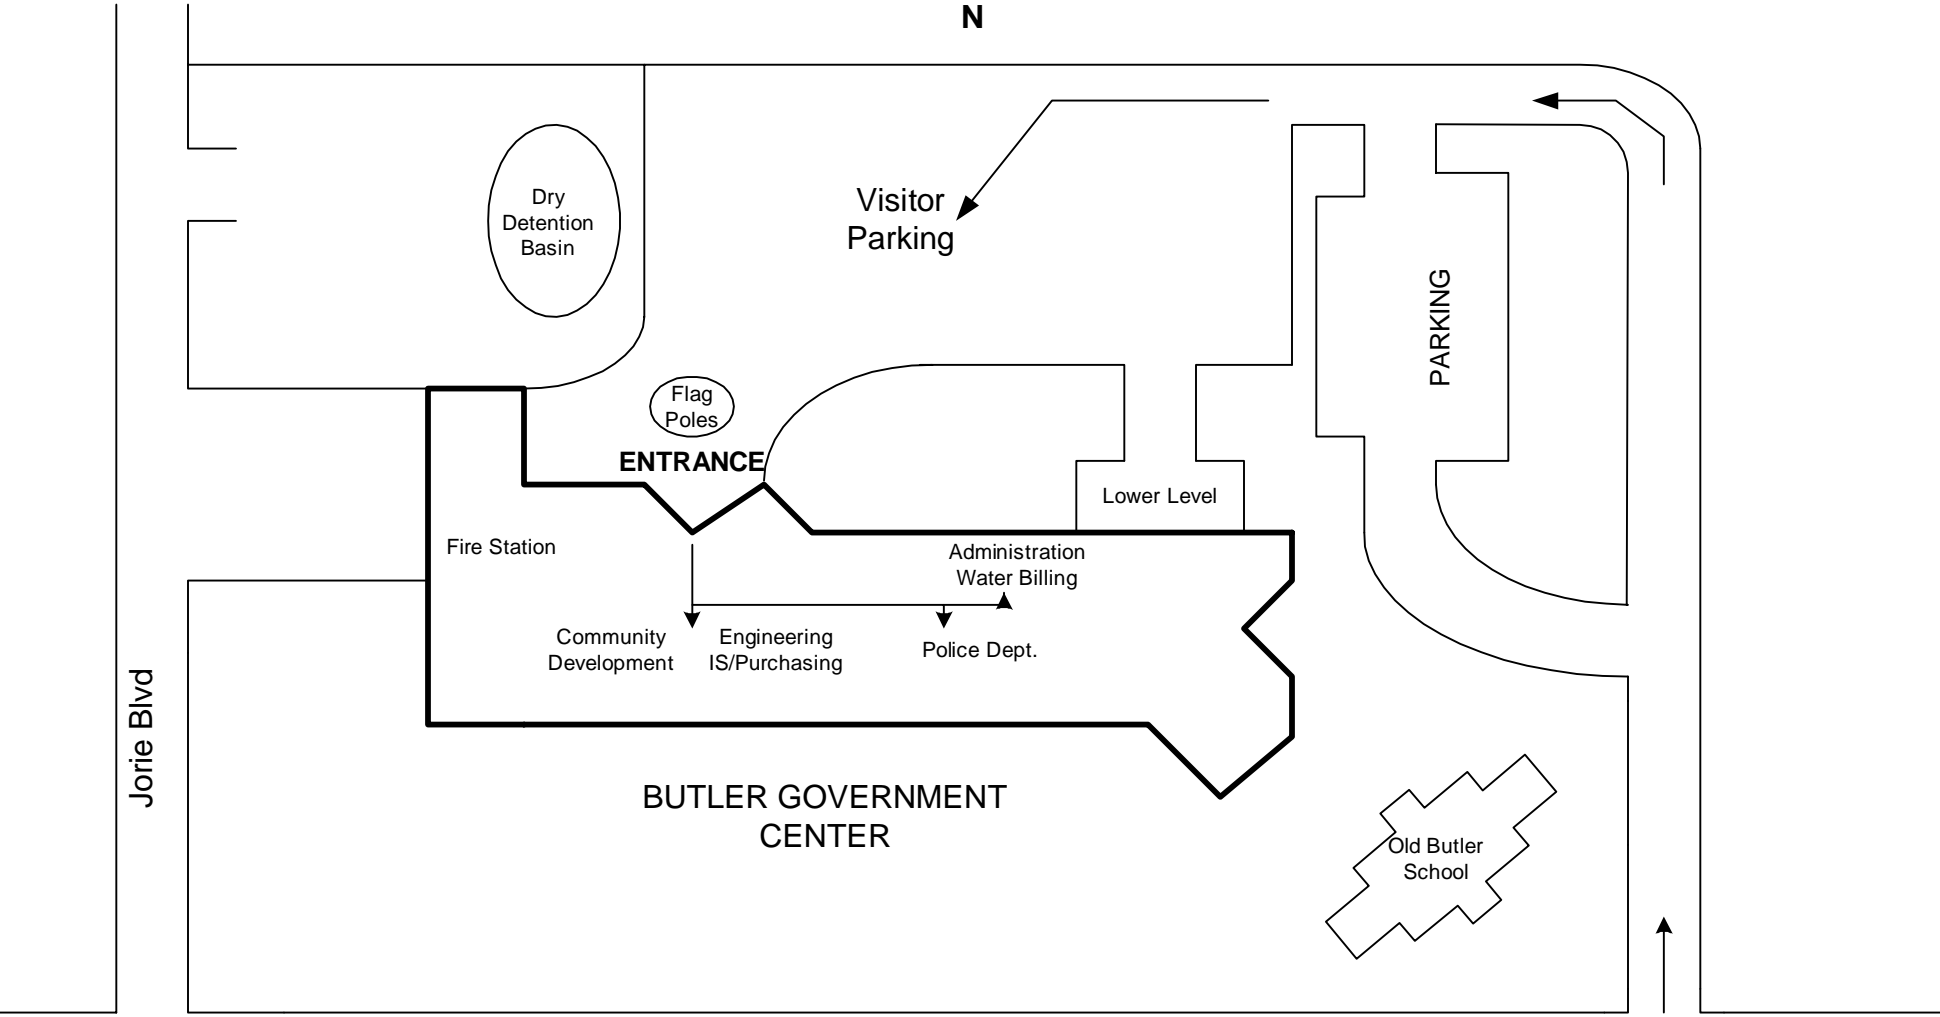 N
Dry
Detention
Basin
Visitor
Parking
PARKING
Flag
Poles
ENTRANCE
Lower Level
Fire Station
Administration
Water Billing
Community
Development
Engineering
IS/Purchasing
Police Dept.
Jorie Blvd
BUTLER GOVERNMENT
CENTER
Old Butler
School